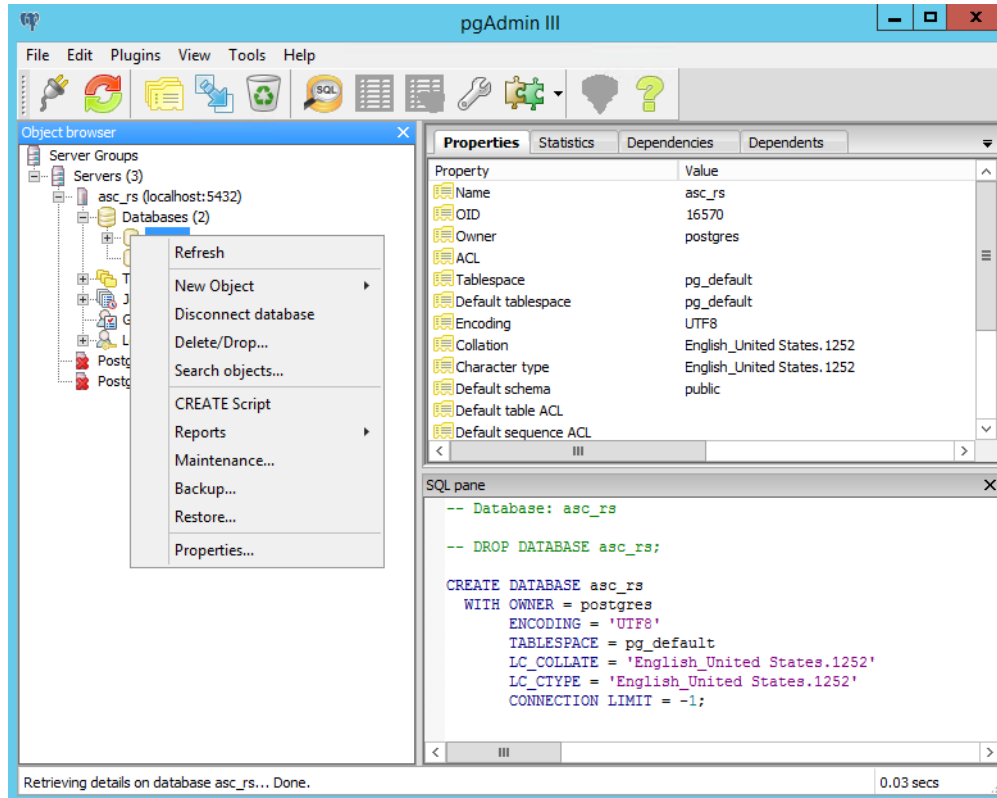 pgAdmin III
File Edit Plugins View Tools Help
SQL
Object browser
Server Groups
Servers (3)
asc_rs (localhost:5432)
Databases (2)
T
J
G
L
Postg
Postg
Refresh
New Object
Disconnect database
Delete/Drop...
Search objects...
CREATE Script
Reports
Maintenance...
Backup...
Restore...
Properties...
Properties Statistics Dependencies Dependents
Property Value
Name asc_rs
OID 16570
Owner postgres
ACL
Tablespace pg_default
Default tablespace pg_default
Encoding UTF8
Collation English_United States.1252
Character type English_United States.1252
Default schema public
Default table ACL
Default sequence ACL
SQL pane
-- Database: asc_rs
-- DROP DATABASE asc_rs;
CREATE DATABASE asc_rs
WITH OWNER = postgres
ENCODING = 'UTF8'
TABLESPACE = pg_default
LC_COLLATE = 'English_United States.1252'
LC_CTYPE = 'English_United States.1252'
CONNECTION LIMIT = -1;
Retrieving details on database asc_rs... Done. 0.03 secs